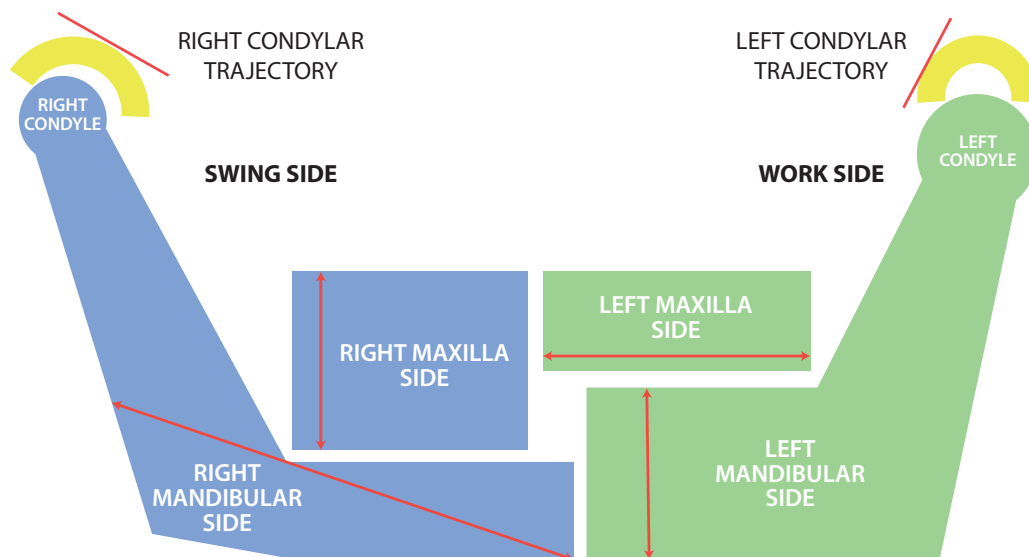 RIGHT CONDYLAR
TRAJECTORY
LEFT CONDYLAR
TRAJECTORY
RIGHT
CONDYLE
LEFT
CONDYLE
SWING SIDE
WORK SIDE
LEFT MAXILLA
SIDE
RIGHT MAXILLA
SIDE
RIGHT
MANDIBULAR
SIDE
LEFT
MANDIBULAR
SIDE